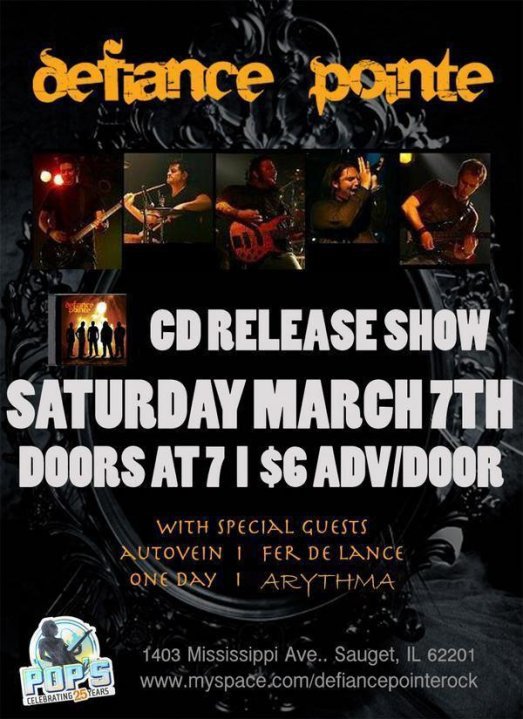 defiance pointe
defiance
pointe
CD RELEASE SHOW
SATURDAY MARCH 7TH
DOORS AT 7 | $6 ADV/DOOR
WITH SPECIAL GUESTS
AUTOVEIN | FER DE LANCE
ONE DAY | ARYTHMA
POP'S
CELEBRATING 25 YEARS
1403 Mississippi Ave.. Sauget, IL 62201
www.myspace.com/defiancepointerock